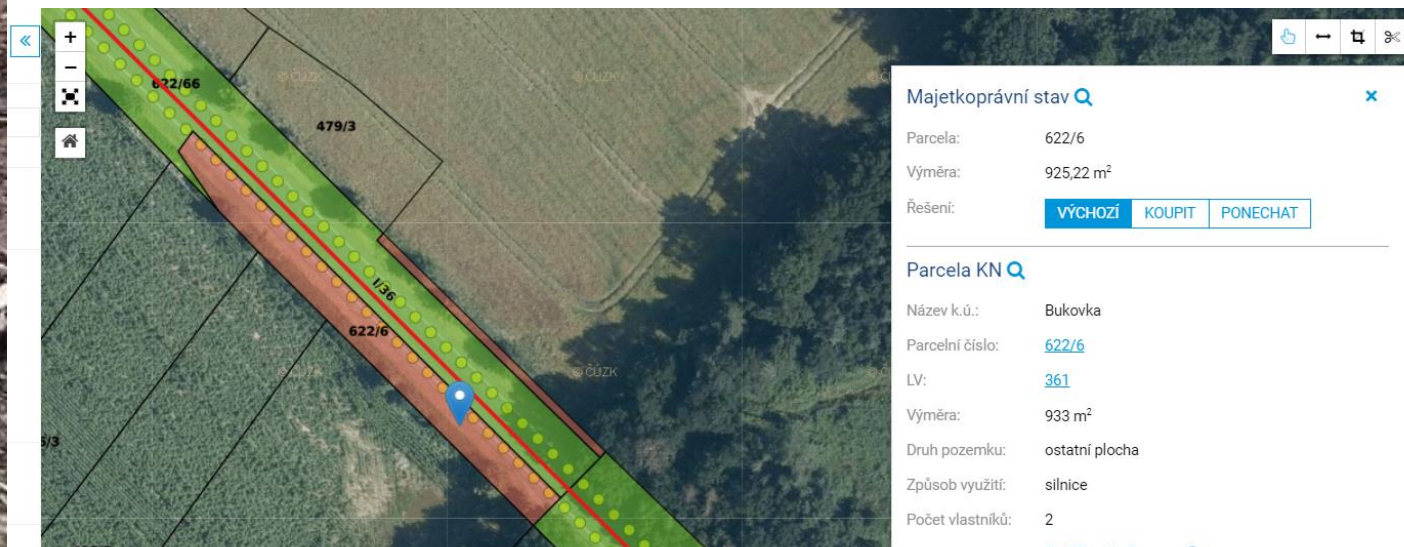 «
+
−
622/66
479/3
I/36
622/6
© ČÚZK
© ČÚZK
© ČÚZK
Majetkoprávní stav
×
Parcela: 622/6
Výměra: 925,22 m²
Řešení: VÝCHOZÍ KOUPIT PONECHAT
Parcela KN
Název k.ú.: Bukovka
Parcelní číslo: 622/6
LV: 361
Výměra: 933 m²
Druh pozemku: ostatní plocha
Způsob využití: silnice
Počet vlastníků: 2